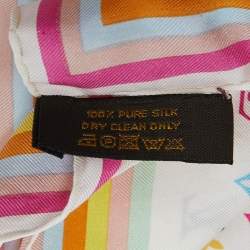 100% PURE SILK
DRY CLEAN ONLY